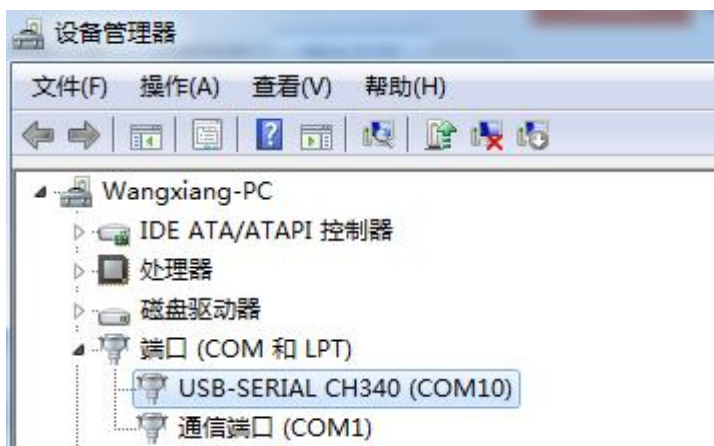 设备管理器
文件(F) 操作(A) 查看(V) 帮助(H)
Wangxiang-PC
IDE ATA/ATAPI 控制器
处理器
磁盘驱动器
端口 (COM 和 LPT)
USB-SERIAL CH340 (COM10)
通信端口 (COM1)